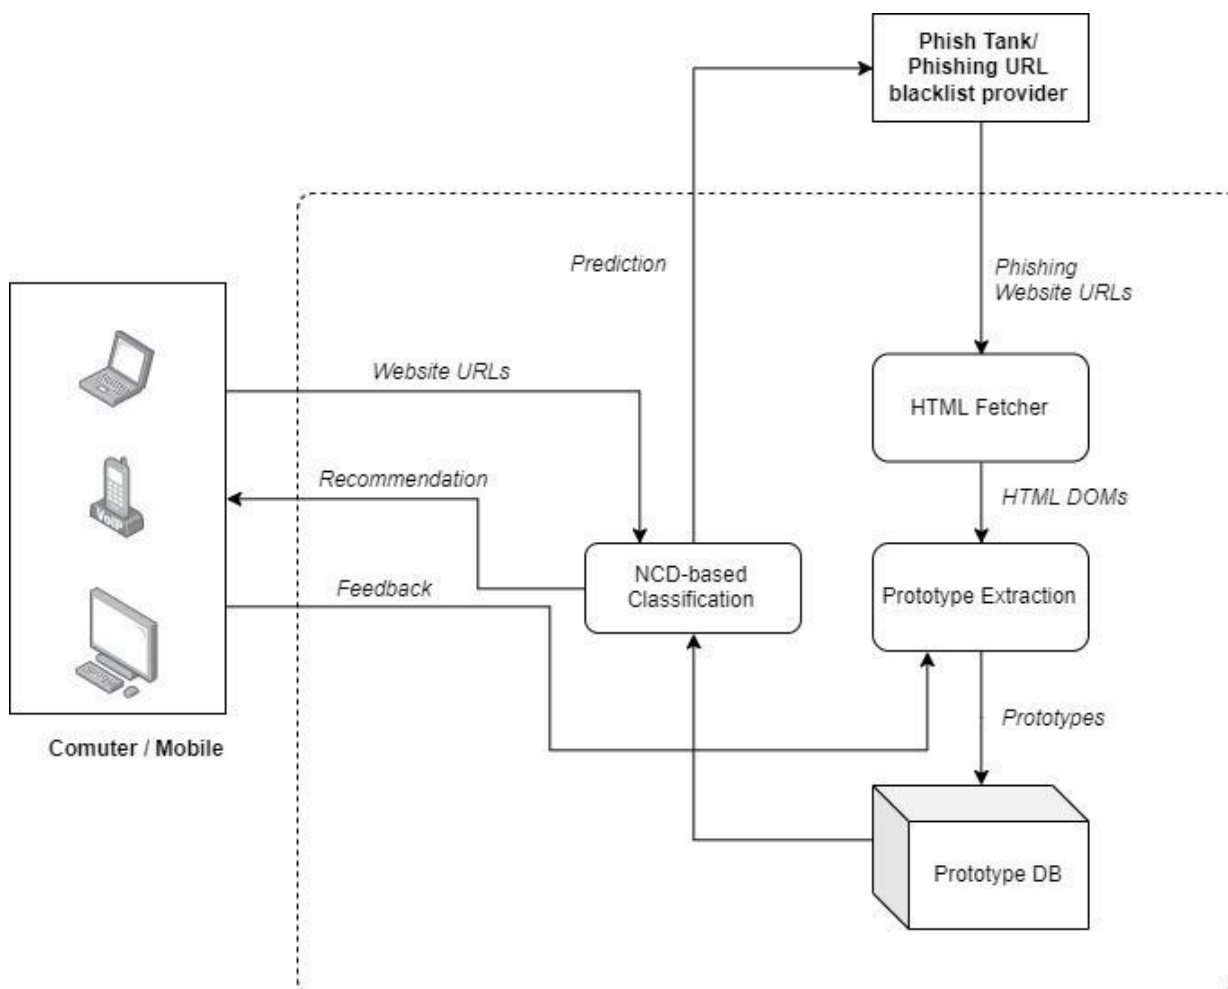 Phish Tank/
Phishing URL
blacklist provider
Prediction
Phishing
Website URLs
Website URLs
HTML Fetcher
Recommendation
HTML DOMs
VoIP
NCD-based
Classification
Feedback
Prototype Extraction
Prototypes
Comuter / Mobile
Prototype DB